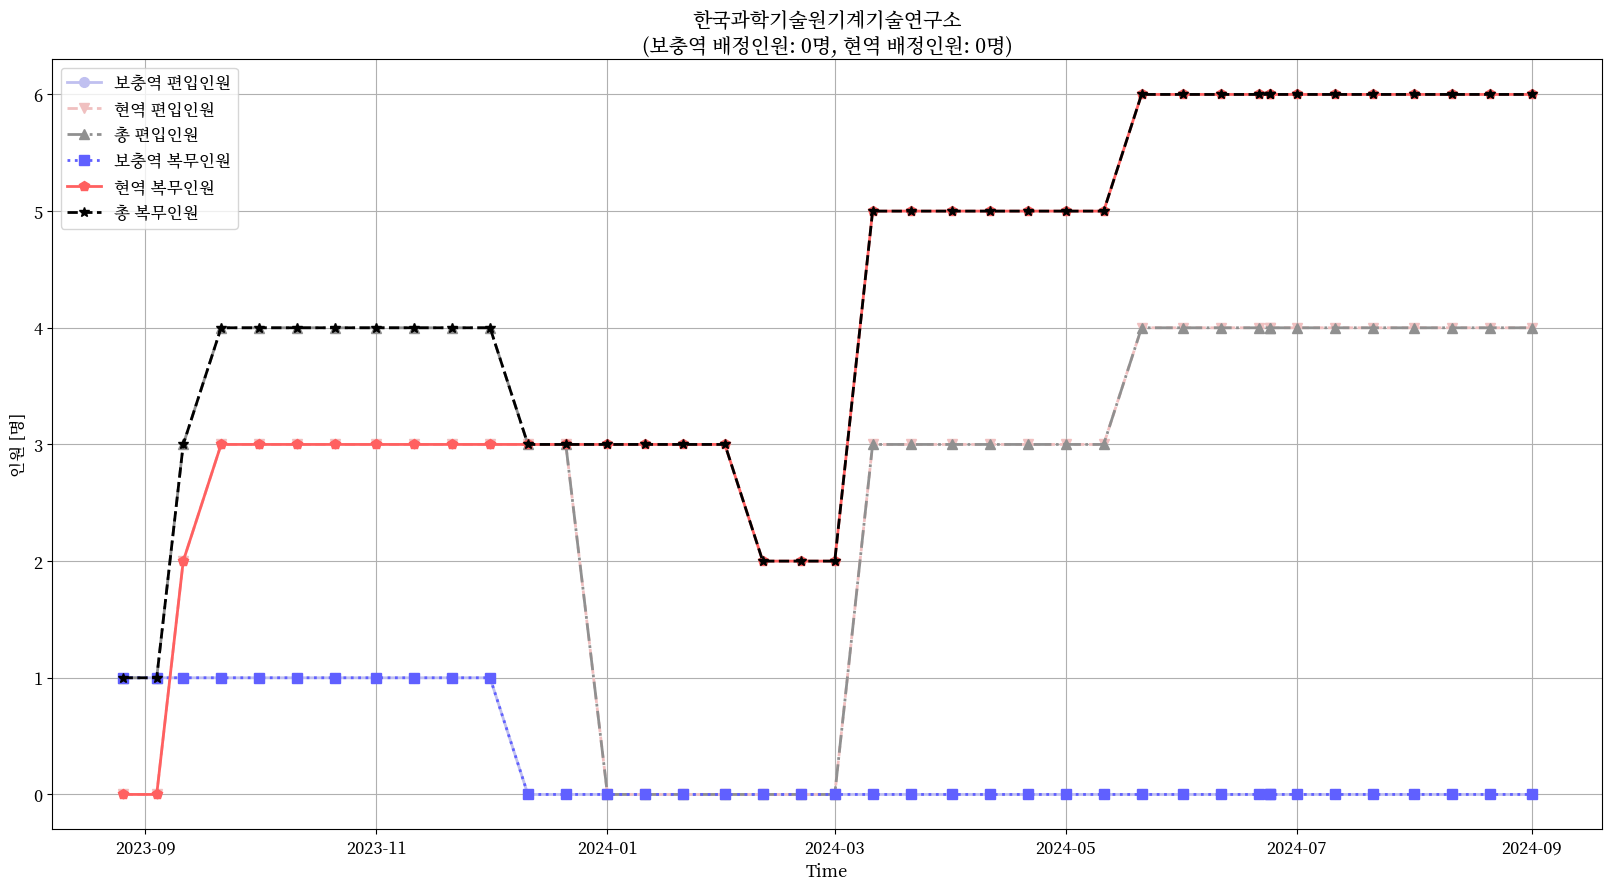 한국과학기술원기계기술연구소
(보충역 배정인원: 0명, 현역 배정인원: 0명)
보충역 편입인원
현역 편입인원
총 편입인원
보충역 복무인원
현역 복무인원
총 복무인원
인원 [명]
6
5
4
3
2
1
0
2023-09
2023-11
2024-01
2024-03
2024-05
2024-07
2024-09
Time